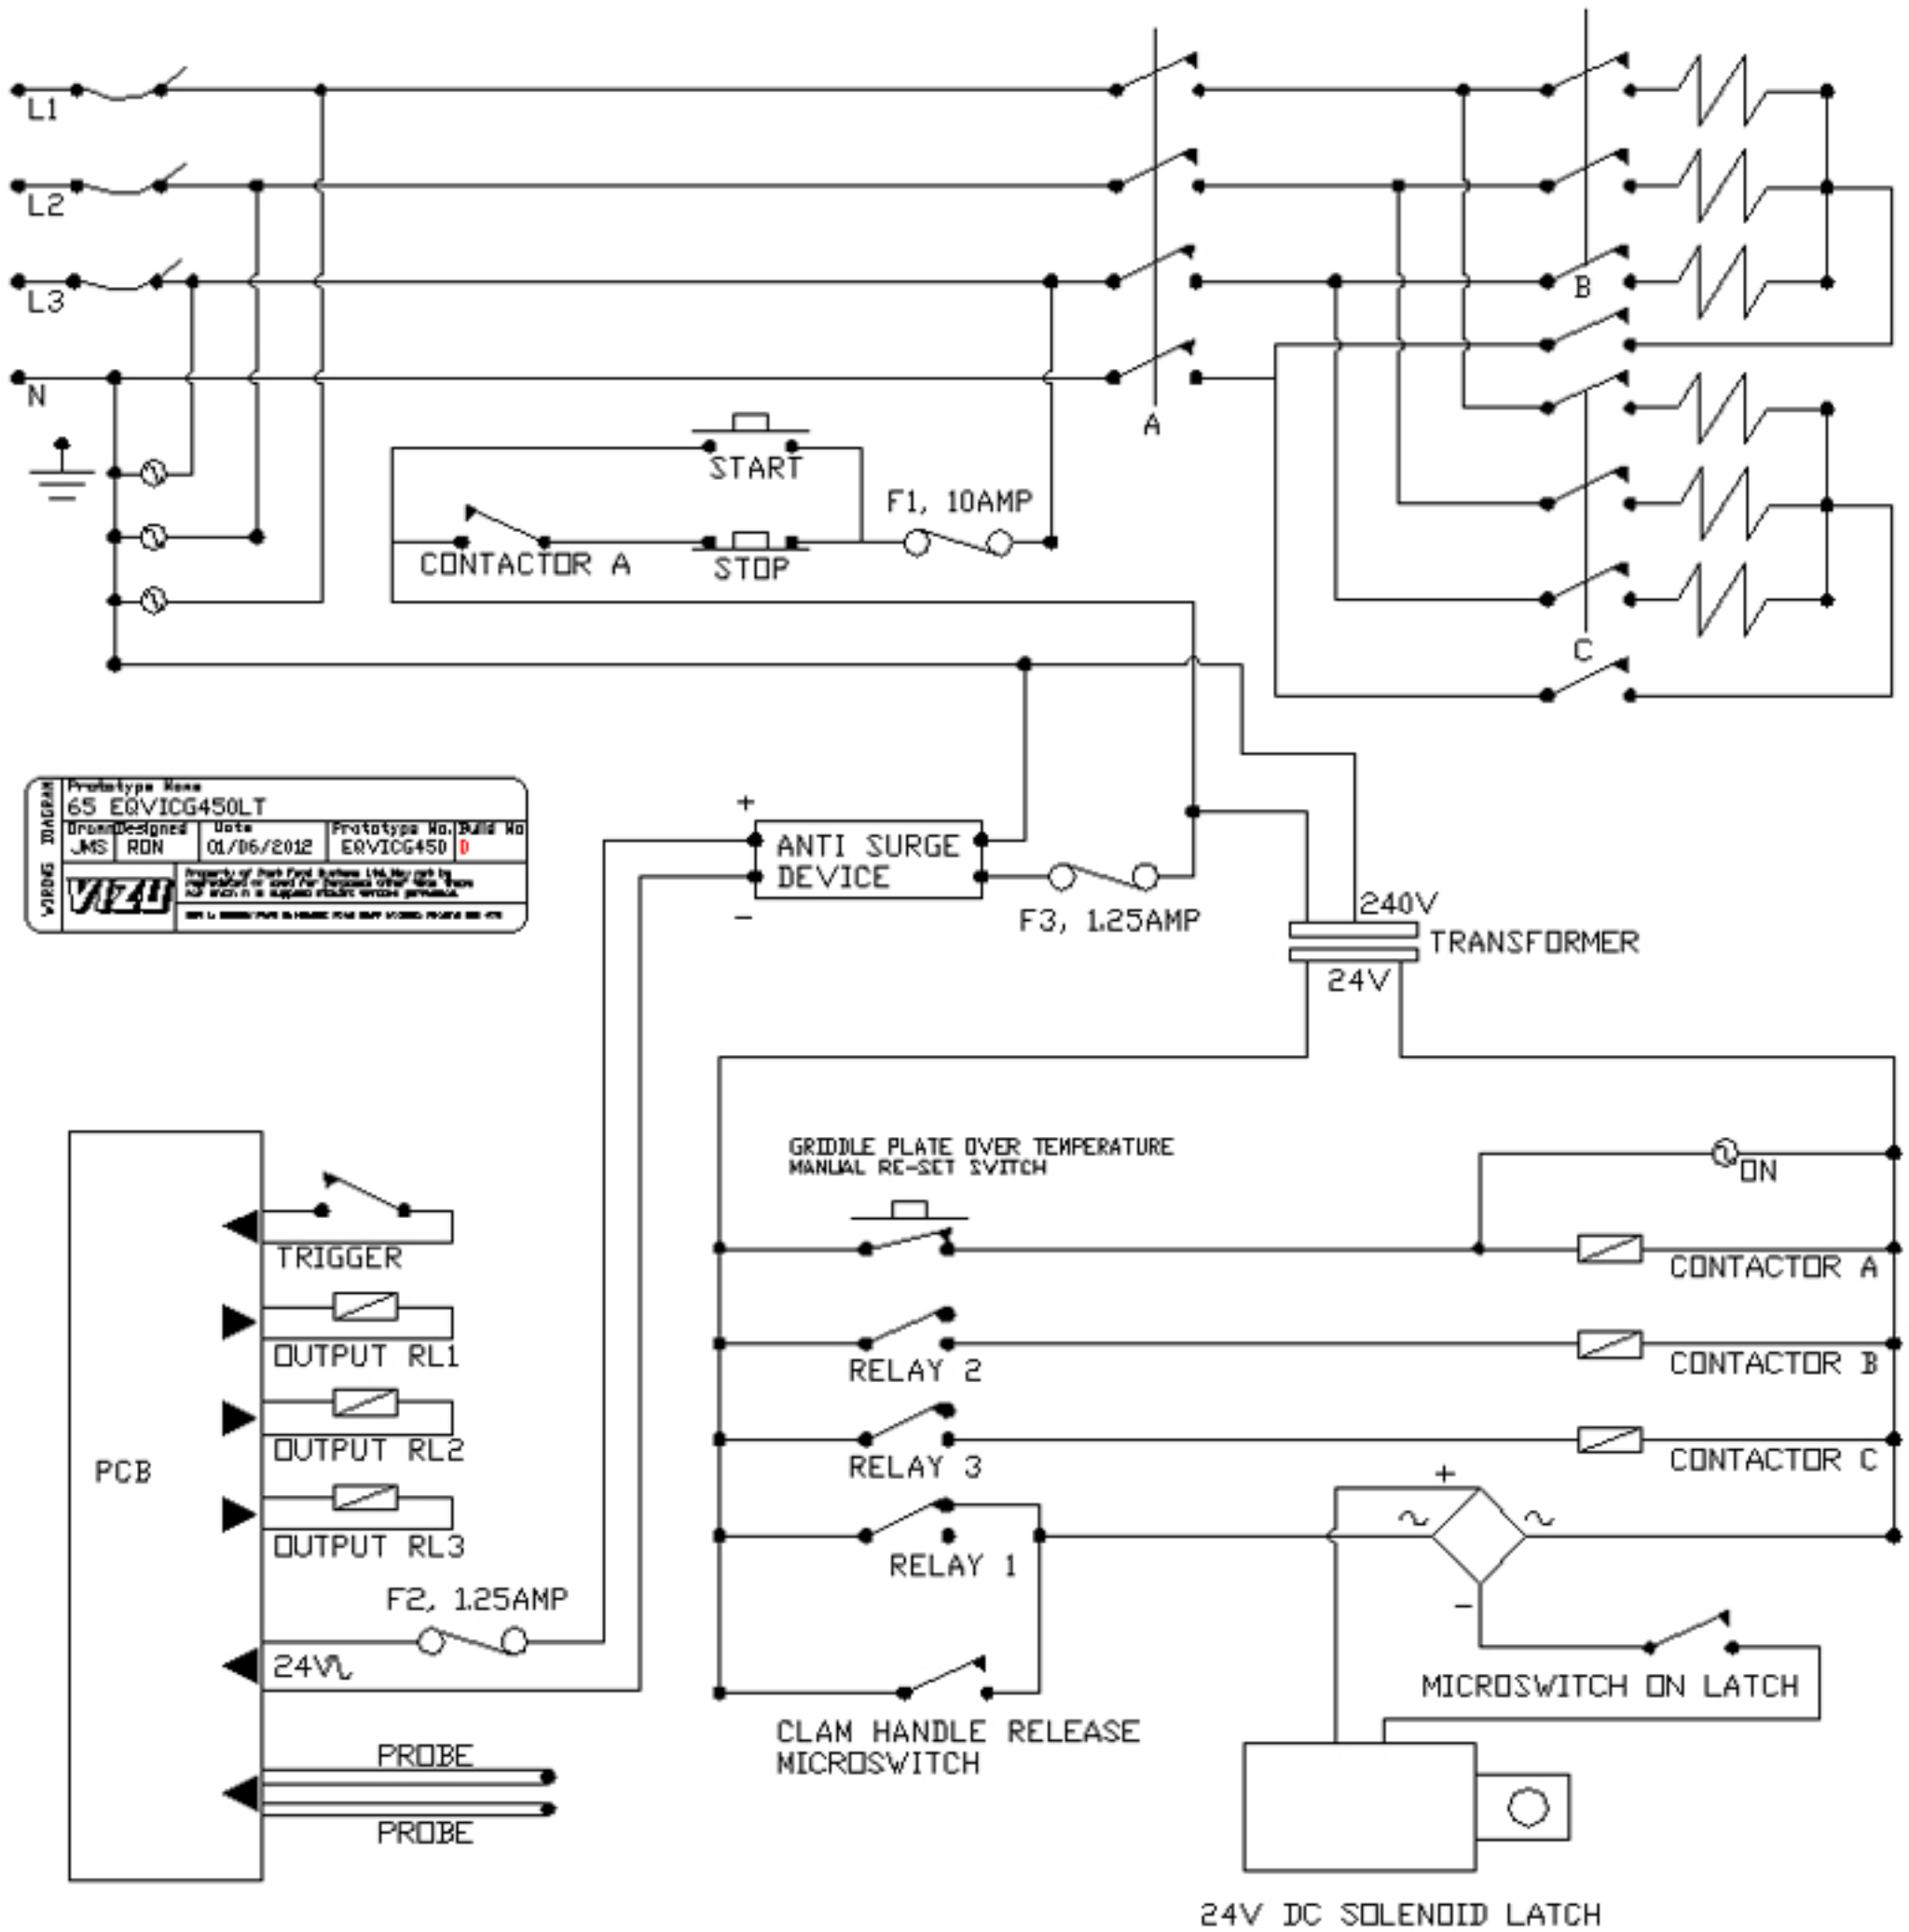 L1
L2
L3
N
B
A
START
F1, 10AMP
CONTACTOR A
STOP
C
WIRING DIAGRAM
Prototype Name
65 EQVICG450LT
Drawn Designed Date Prototype No. Build No
JMS RON 01/06/2012 EQVICG450 D
+
ANTI SURGE
DEVICE
-
F3, 1.25AMP
240V
TRANSFORMER
24V
GRIDDLE PLATE OVER TEMPERATURE
MANUAL RE-SET SVITCH
ON
TRIGGER
CONTACTOR A
OUTPUT RL1
RELAY 2
CONTACTOR B
OUTPUT RL2
RELAY 3
CONTACTOR C
PCB
+
~ ~
OUTPUT RL3
RELAY 1
F2, 1.25AMP
-
24V
MICROSWITCH ON LATCH
CLAM HANDLE RELEASE
MICROSVITCH
PROBE
PROBE
24V DC SOLENOID LATCH